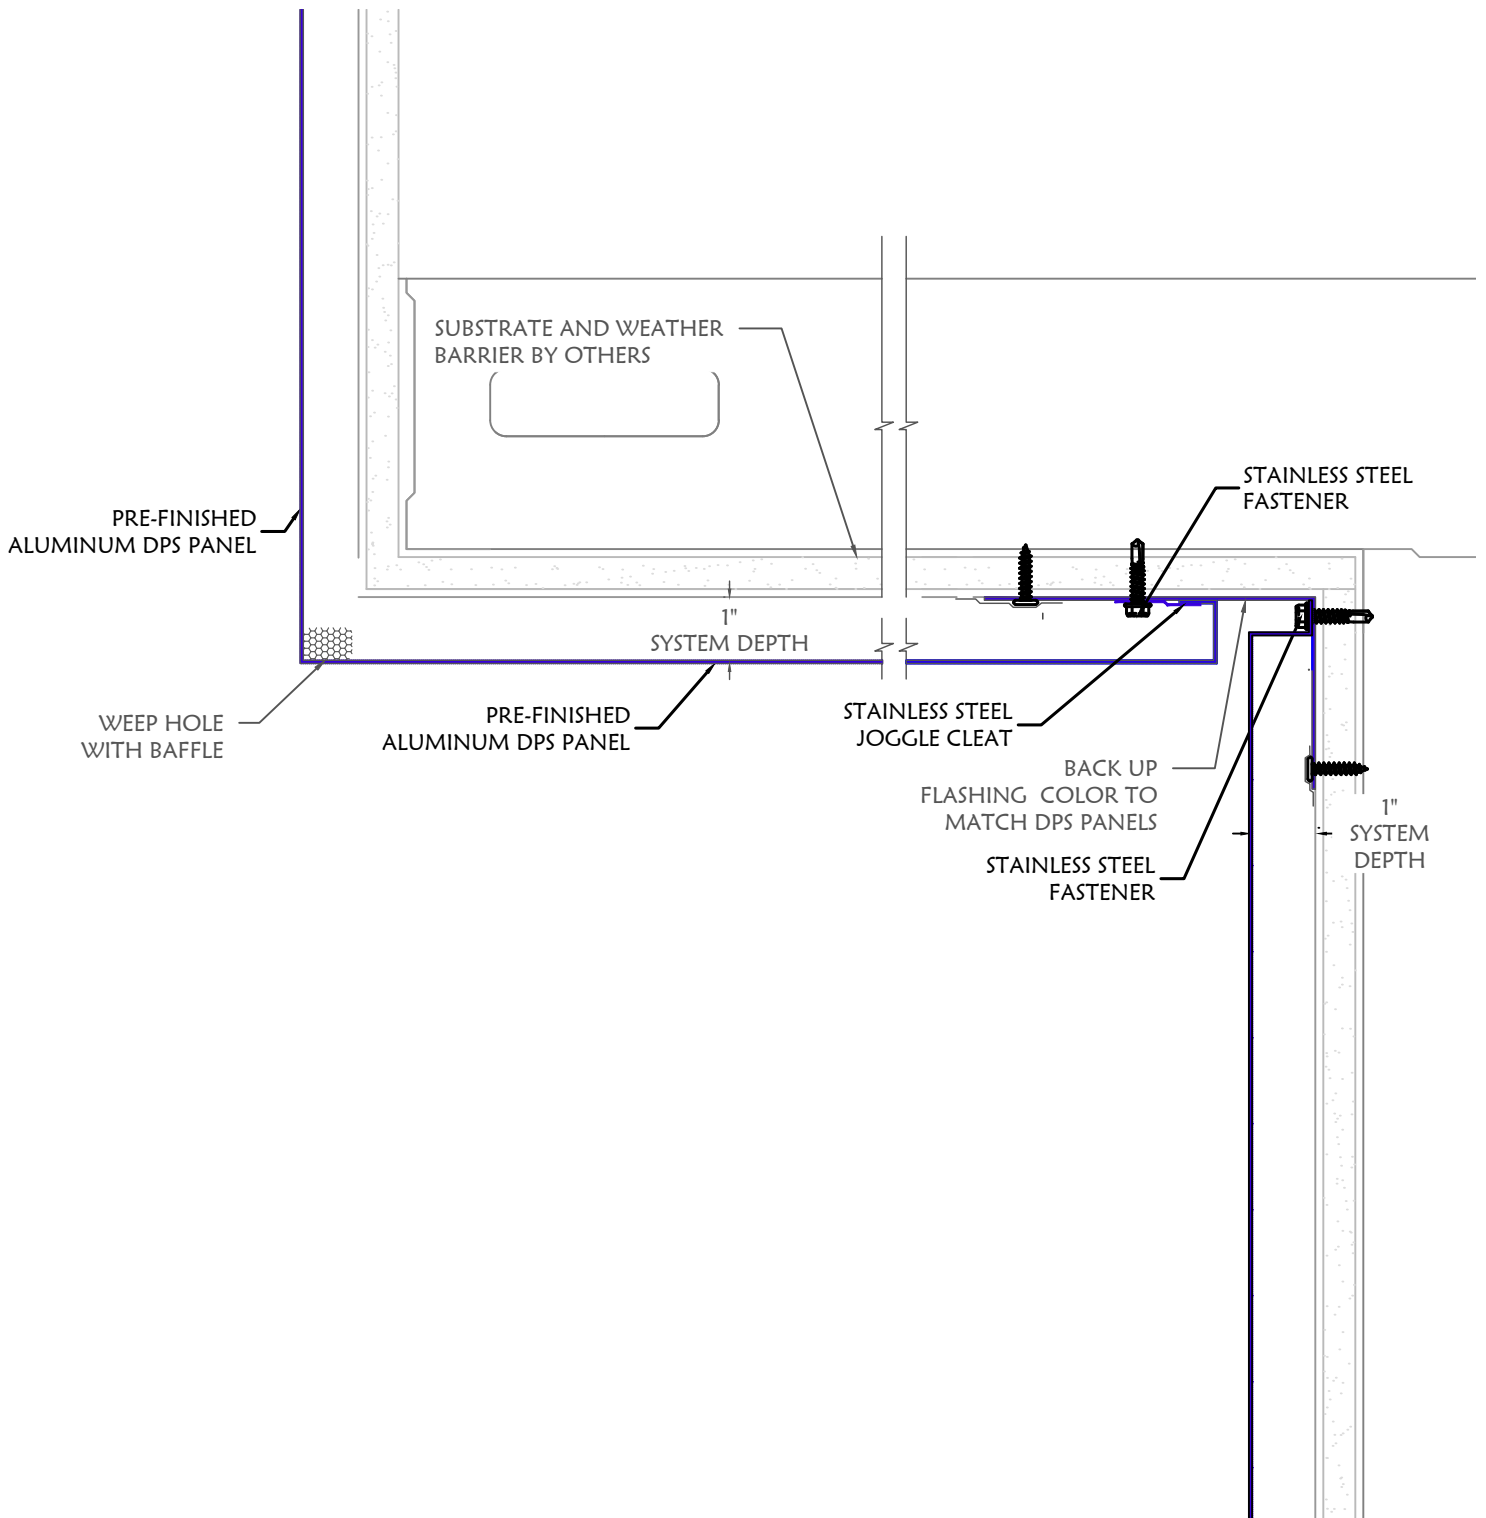 SUBSTRATE AND WEATHER
BARRIER BY OTHERS
STAINLESS STEEL
FASTENER
PRE-FINISHED
ALUMINUM DPS PANEL
1"
SYSTEM DEPTH
WEEP HOLE
WITH BAFFLE
PRE-FINISHED
ALUMINUM DPS PANEL
STAINLESS STEEL
JOGGLE CLEAT
BACK UP
FLASHING COLOR TO
MATCH DPS PANELS
1"
SYSTEM
DEPTH
STAINLESS STEEL
FASTENER